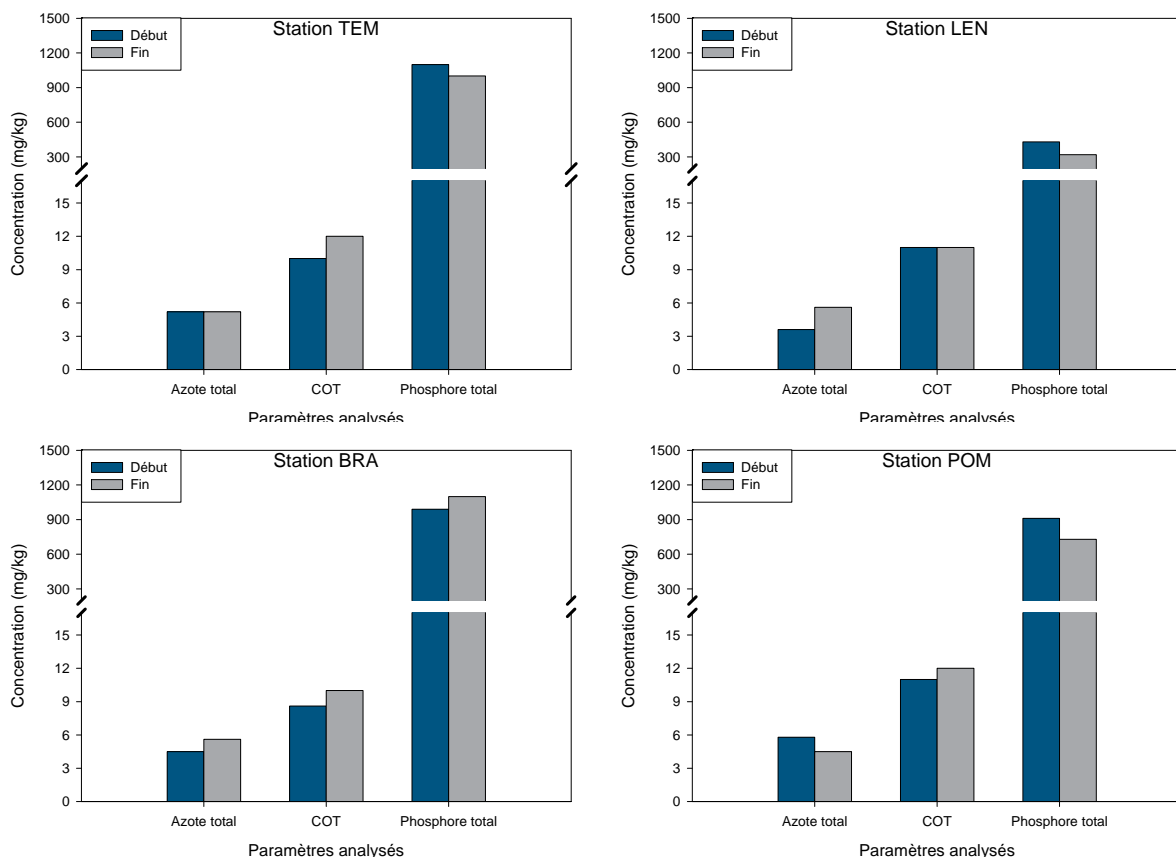 Station TEM
Début
Fin
Concentration (mg/kg)
1500
1200
900
600
300
15
12
9
6
3
0
Azote total COT Phosphore total
Paramètres analysés
Station LEN
Début
Fin
Concentration (mg/kg)
1500
1200
900
600
300
15
12
9
6
3
0
Azote total COT Phosphore total
Paramètres analysés
Station BRA
Début
Fin
Concentration (mg/kg)
1500
1200
900
600
300
15
12
9
6
3
0
Azote total COT Phosphore total
Paramètres analysés
Station POM
Début
Fin
Concentration (mg/kg)
1500
1200
900
600
300
15
12
9
6
3
0
Azote total COT Phosphore total
Paramètres analysés